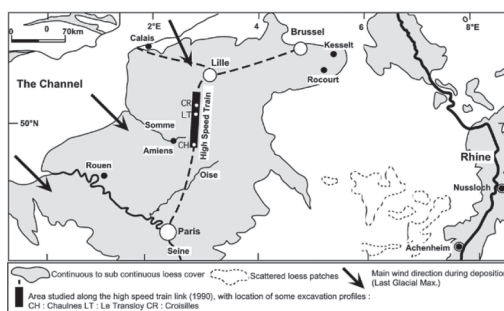 0 70km
2°E
4
6
8°E
Calais
Brussel
Kesselt
Lille
Rocourt
The Channel
CR
LT
High Speed Train
Somme
50°N
Amiens
CH
Rhine
Rouen
Oise
Nussloch
Paris
Seine
Achenheim
Continuous to sub continuous loess cover
Scattered loess patches
Main wind direction during deposition
(Last Glacial Max.)
Area studied along the high speed train link (1990), with location of some excavation profiles :
CH : Chaulnes LT : Le Transloy CR : Croisilles